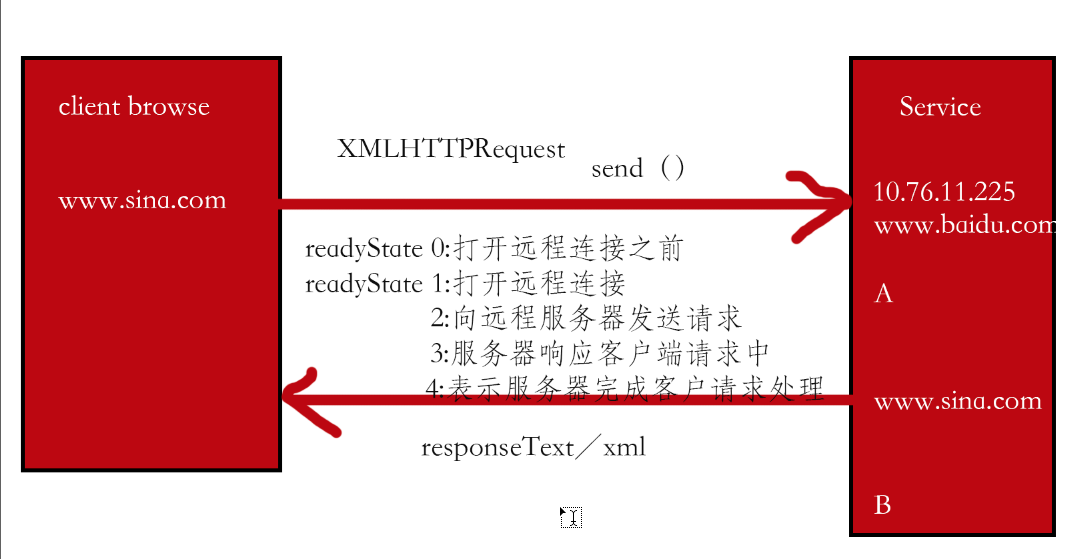 client browse
www.sina.com
XMLHTTPRequest
send（）
readyState 0:打开远程连接之前
readyState 1:打开远程连接
2:向远程服务器发送请求
3:服务器响应客户端请求中
4:表示服务器完成客户请求处理
responseText／xml
Service
10.76.11.225
www.baidu.com
A
www.sina.com
B